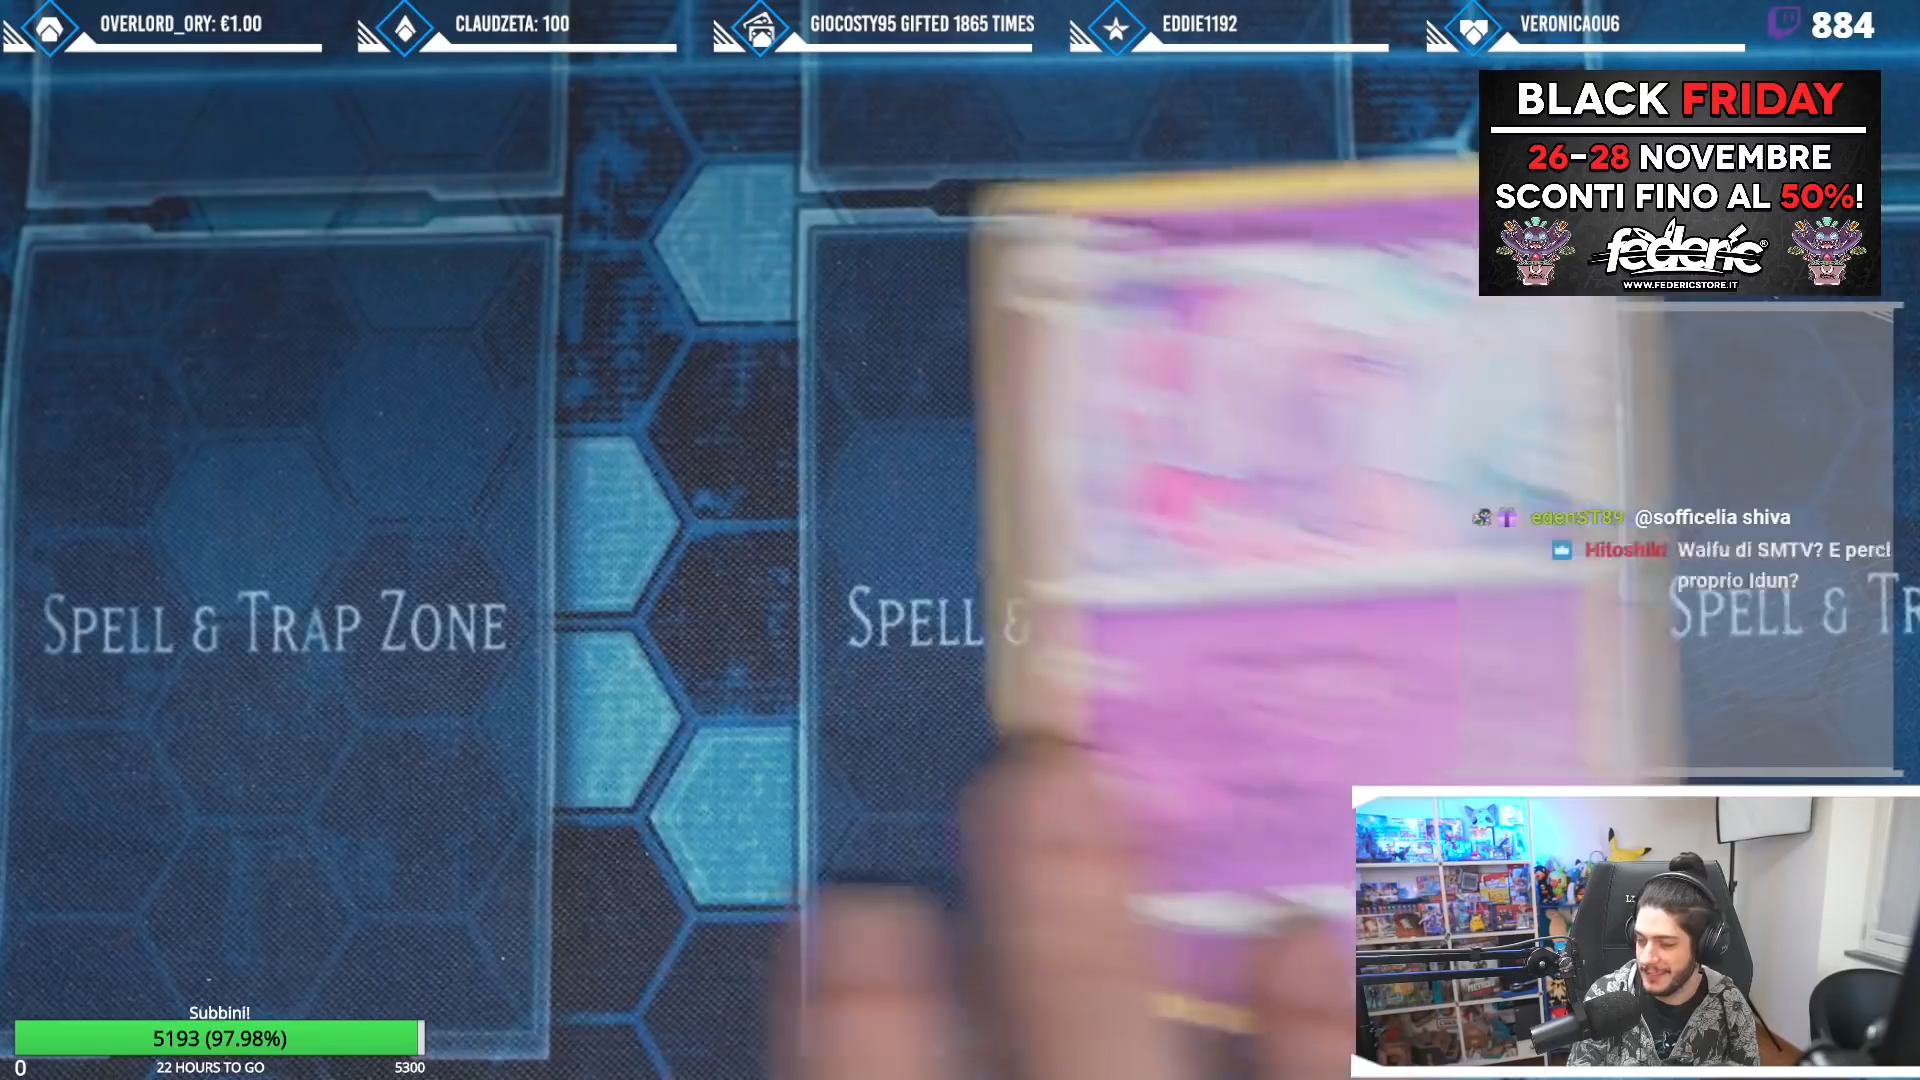 OVERLORD_ORY: €1.00
CLAUDZETA: 100
GIOCOSTY95 GIFTED 1865 TIMES
EDDIE1192
VERONICAOU6
884
BLACK FRIDAY
26-28 NOVEMBRE
SCONTI FINO AL 50%!
federic®
WWW.FEDERICSTORE.IT
edenST89 @sofficelia shiva
Hitoshiki Waifu di SMTV? E percl
proprio Idun?
SPELL & TRAP ZONE
SPELL &
SPELL & TR
Subbini!
5193 (97.98%)
0 22 HOURS TO GO 5300